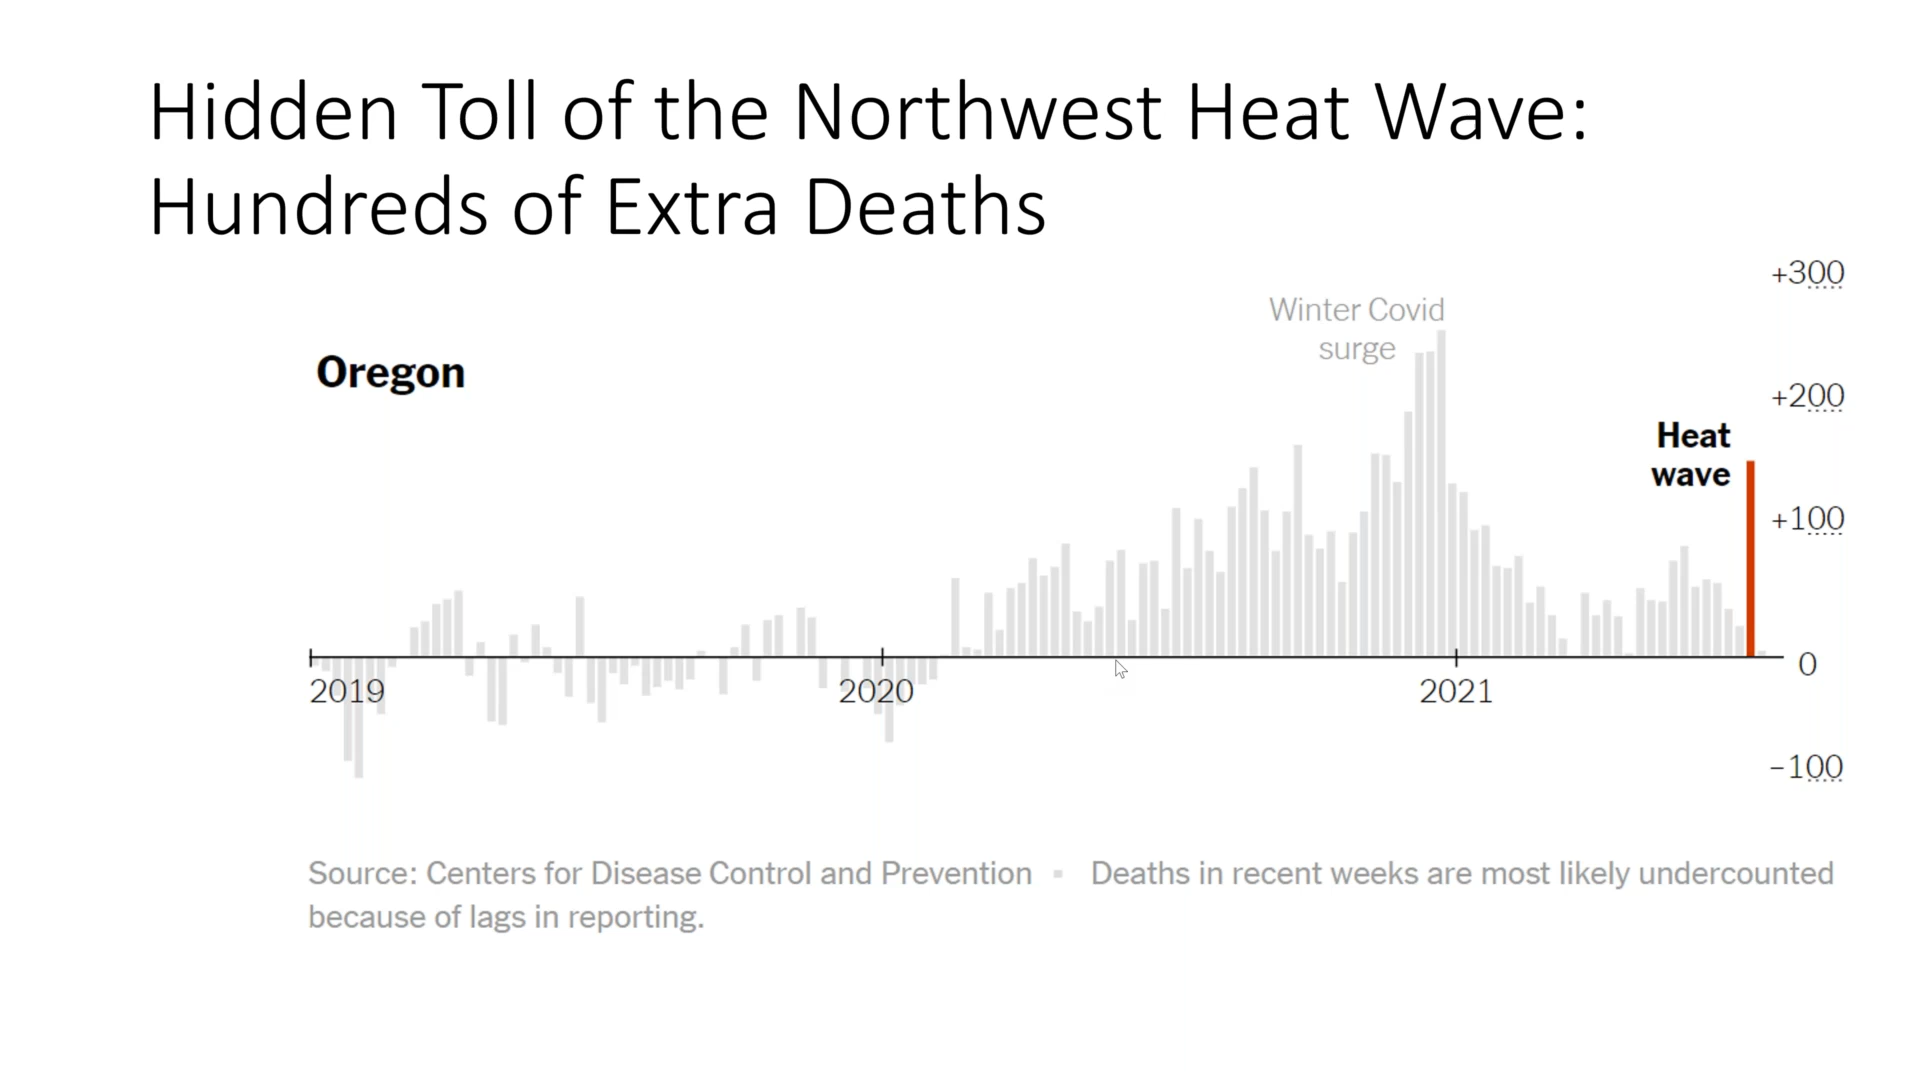 Hidden Toll of the Northwest Heat Wave:
Hundreds of Extra Deaths
+300
Winter Covid
surge
Oregon
+200
Heat
wave
+100
0
2019
2020
2021
−100
Source: Centers for Disease Control and Prevention ▪ Deaths in recent weeks are most likely undercounted
because of lags in reporting.